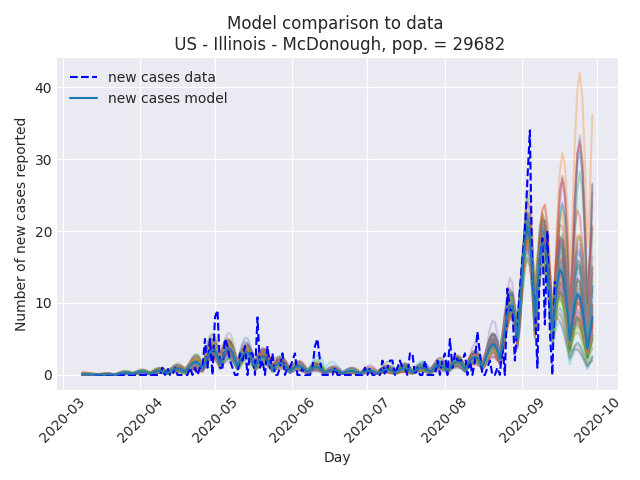 Model comparison to data
US - Illinois - McDonough, pop. = 29682
new cases data
new cases model
Number of new cases reported
40
30
20
10
0
2020-03
2020-04
2020-05
2020-06
2020-07
2020-08
2020-09
2020-10
Day